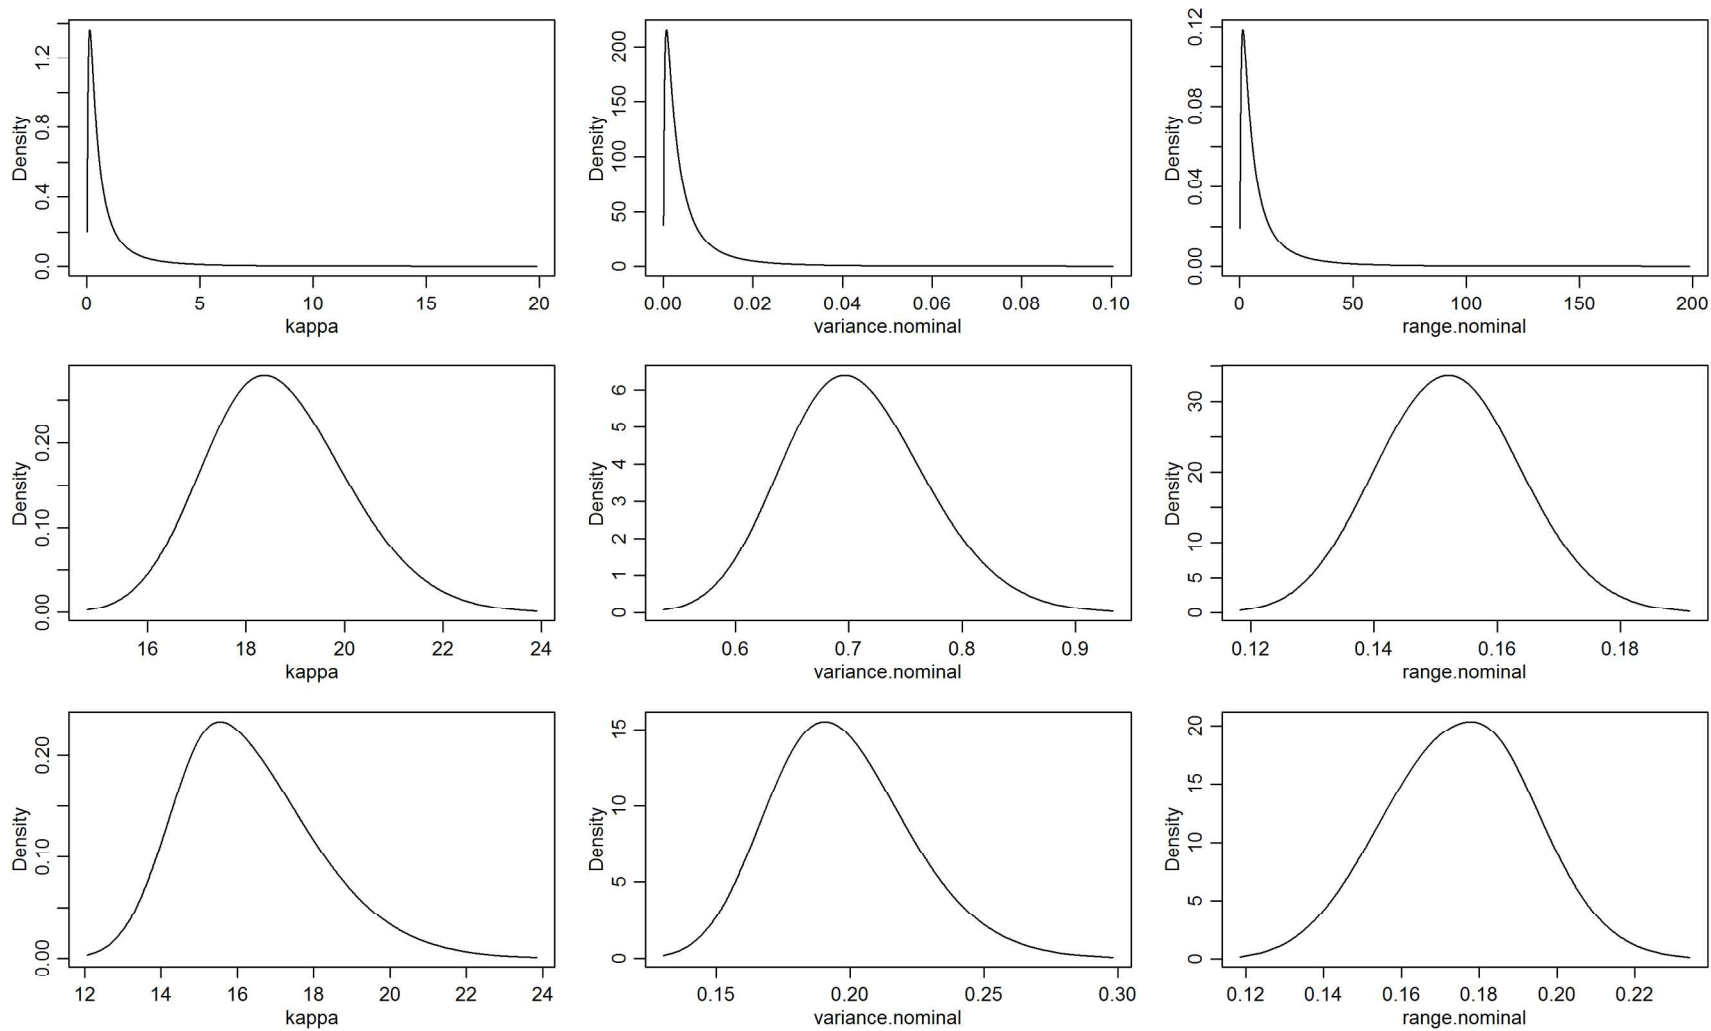 Density
0.0 0.4 0.8 1.2
0 5 10 15 20
kappa
Density
0 50 100 150 200
0.00 0.02 0.04 0.06 0.08 0.10
variance.nominal
Density
0.00 0.04 0.08 0.12
0 50 100 150 200
range.nominal
Density
0.00 0.10 0.20
16 18 20 22 24
kappa
Density
0 1 2 3 4 5 6
0.6 0.7 0.8 0.9
variance.nominal
Density
0 5 10 20 30
0.12 0.14 0.16 0.18
range.nominal
Density
0.00 0.10 0.20
12 14 16 18 20 22 24
kappa
Density
0 5 10 15
0.15 0.20 0.25 0.30
variance.nominal
Density
0 5 10 15 20
0.12 0.14 0.16 0.18 0.20 0.22
range.nominal